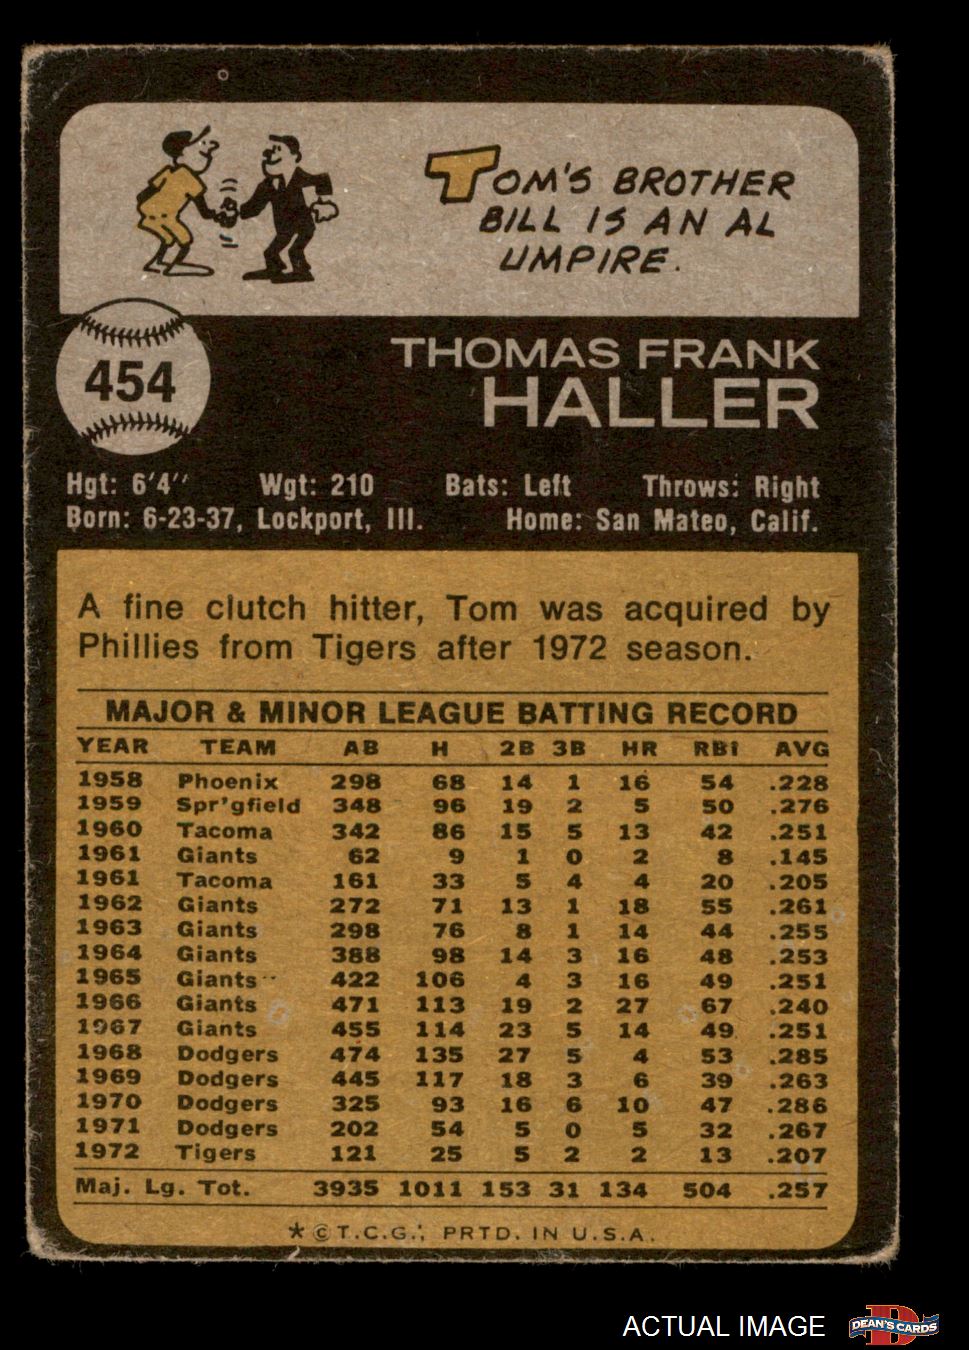 TOM'S BROTHER
BILL IS AN AL
UMPIRE.
454
THOMAS FRANK
HALLER
Hgt: 6'4" Wgt: 210 Bats: Left Throws: Right
Born: 6-23-37, Lockport, Ill. Home: San Mateo, Calif.
A fine clutch hitter, Tom was acquired by
Phillies from Tigers after 1972 season.
MAJOR & MINOR LEAGUE BATTING RECORD
YEAR TEAM AB H 2B 3B HR RBI AVG
1958 Phoenix 298 68 14 1 16 54 .228
1959 Spr'gfield 348 96 19 2 5 50 .276
1960 Tacoma 342 86 15 5 13 42 .251
1961 Giants 62 9 1 0 2 8 .145
1961 Tacoma 161 33 5 4 4 20 .205
1962 Giants 272 71 13 1 18 55 .261
1963 Giants 298 76 8 1 14 44 .255
1964 Giants 388 98 14 3 16 48 .253
1965 Giants 422 106 4 3 16 49 .251
1966 Giants 471 113 19 2 27 67 .240
1967 Giants 455 114 23 5 14 49 .251
1968 Dodgers 474 135 27 5 4 53 .285
1969 Dodgers 445 117 18 3 6 39 .263
1970 Dodgers 325 93 16 6 10 47 .286
1971 Dodgers 202 54 5 0 5 32 .267
1972 Tigers 121 25 5 2 2 13 .207
Maj. Lg. Tot. 3935 1011 153 31 134 504 .257
* © T.C.G., PRTD. IN U.S.A.
ACTUAL IMAGE
D
DEAN'S CARDS